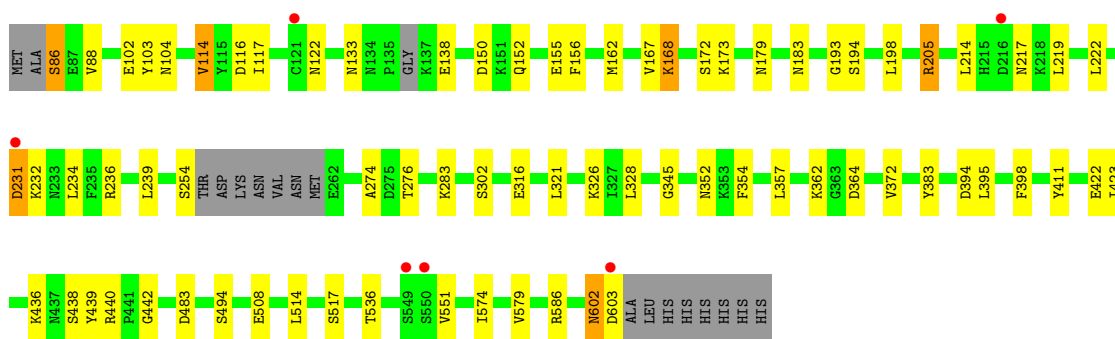 MET ALA S86 E87 V88 E102 Y103 N104 V114 Y115 D116 I117 C121 N122 N133 N134 P135 GLY K137 E138 D150 K151 Q152 E155 F156 M162 V167 K168 S172 K173 N179 N183 G193 S194 L198 R205 L214 H215 D216 N217 K218 L219 L222
D231 K232 N233 L234 F235 R236 L239 S254 THR ASP LYS ASN VAL ASN MET E262 A274 D275 T276 K283 S302 E316 L321 K326 I327 L328 G345 N352 K353 F354 L357 K362 G363 D364 V372 Y383 D394 L395 F398 Y411 E422
K436 N437 S438 Y439 R440 P441 G442 D483 S494 E508 L514 S517 T536 S549 S550 V551 I574 V579 R586 N602 D603 ALA LEU HIS HIS HIS HIS HIS HIS